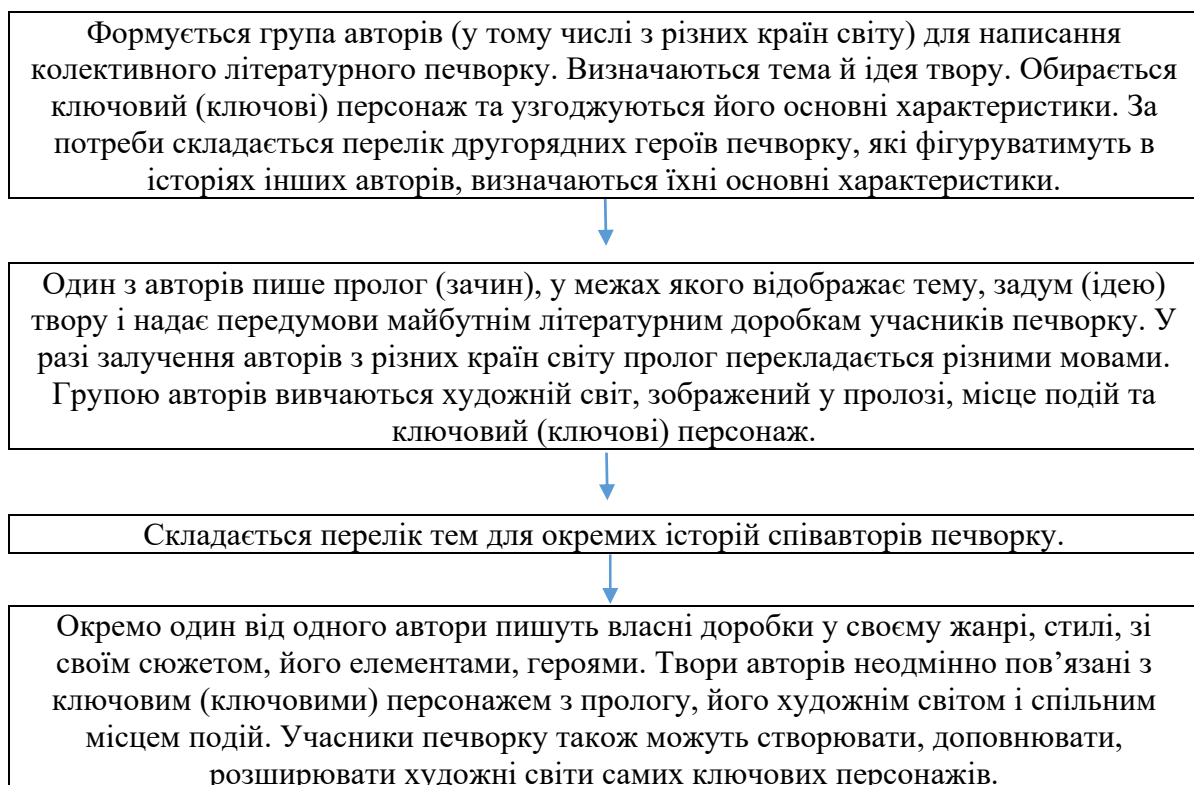 Формується група авторів (у тому числі з різних країн світу) для написання
колективного літературного печворку. Визначаються тема й ідея твору. Обирається
ключовий (ключові) персонаж та узгоджуються його основні характеристики. За
потреби складається перелік другорядних героїв печворку, які фігуруватимуть в
історіях інших авторів, визначаються їхні основні характеристики.
Один з авторів пише пролог (зачин), у межах якого відображає тему, задум (ідею)
твору і надає передумови майбутнім літературним доробкам учасників печворку. У
разі залучення авторів з різних країн світу пролог перекладається різними мовами.
Групою авторів вивчаються художній світ, зображений у пролозі, місце подій та
ключовий (ключові) персонаж.
Складається перелік тем для окремих історій співавторів печворку.
Окремо один від одного автори пишуть власні доробки у своєму жанрі, стилі, зі
своїм сюжетом, його елементами, героями. Твори авторів неодмінно пов’язані з
ключовим (ключовими) персонажем з прологу, його художнім світом і спільним
місцем подій. Учасники печворку також можуть створювати, доповнювати,
розширювати художні світи самих ключових персонажів.